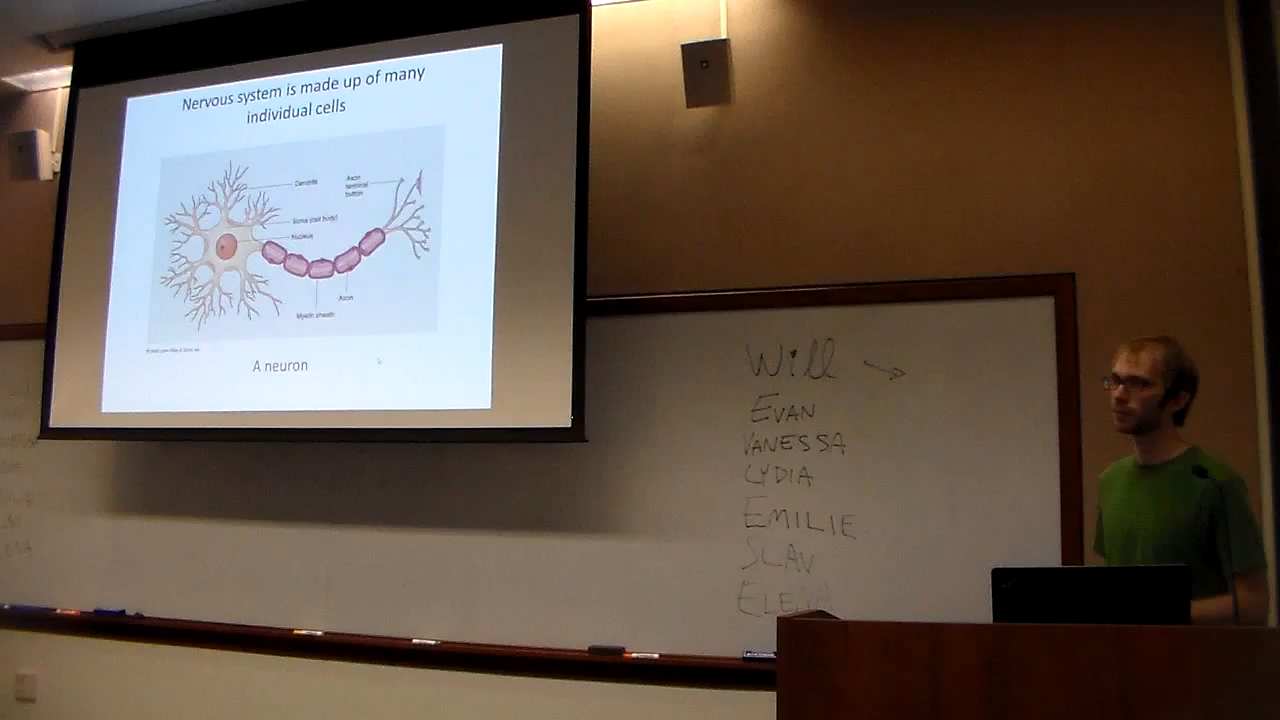 Nervous system is made up of many
individual cells
Dendrite
Axon
terminal
button
Soma (cell body)
Nucleus
Axon
Myelin sheath
A neuron
Will →
EVAN
VANESSA
LYDIA
EMILIE
SLAV
ELENA